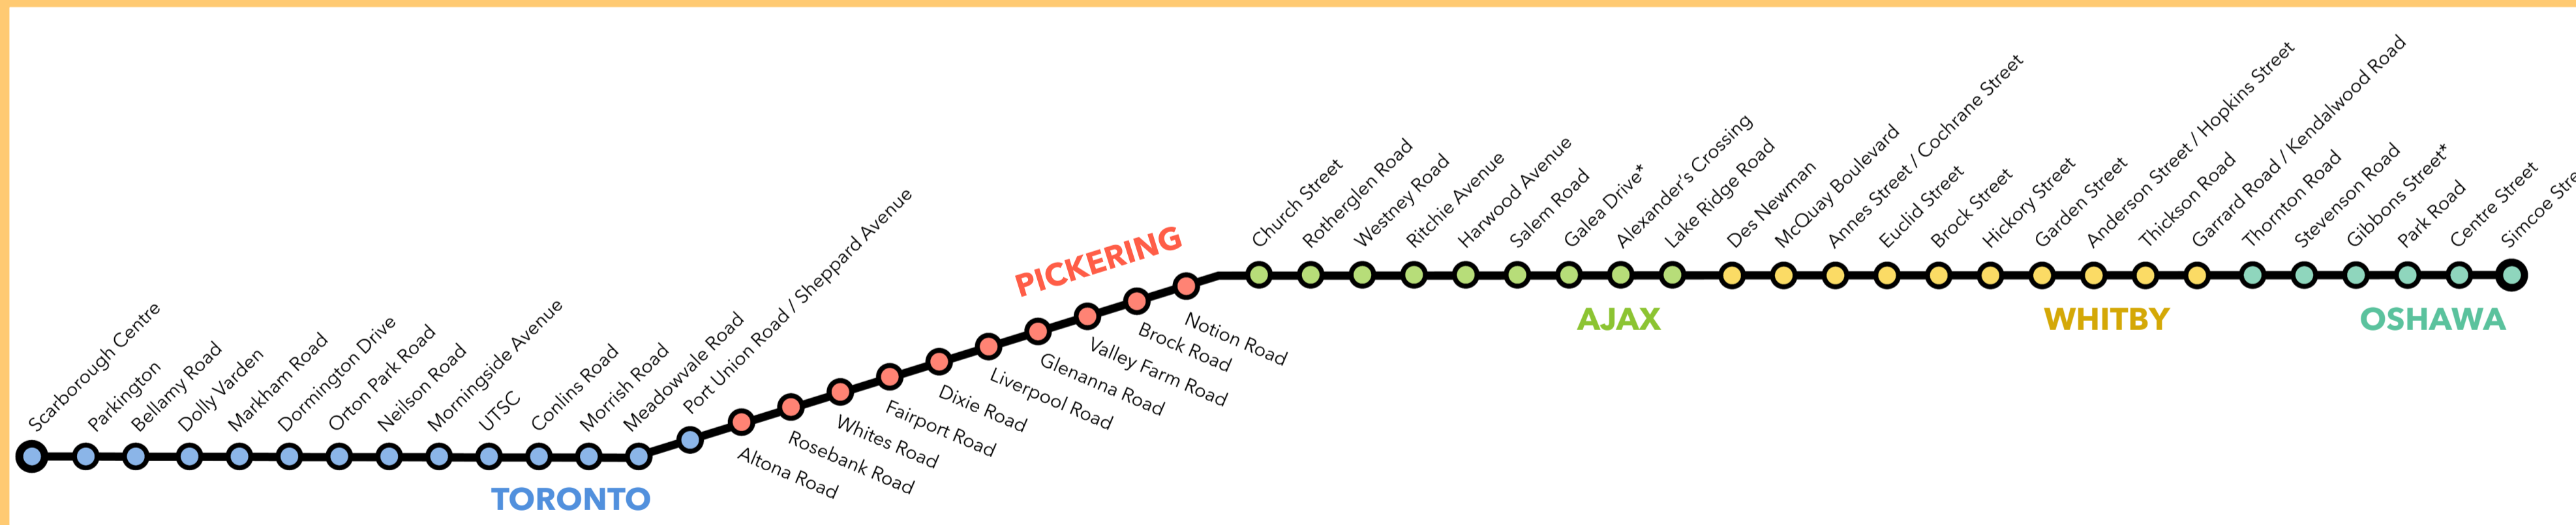 Scarborough Centre
Parkington
Bellamy Road
Dolly Varden
Markham Road
Dormington Drive
Orton Park Road
Neilson Road
Morningside Avenue
UTSC
Conlins Road
Morrish Road
Meadowvale Road
Port Union Road / Sheppard Avenue
TORONTO
Altona Road
Rosebank Road
Whites Road
Fairport Road
Dixie Road
Liverpool Road
Glenanna Road
Valley Farm Road
Brock Road
Notion Road
PICKERING
Church Street
Rotherglen Road
Westney Road
Ritchie Avenue
Harwood Avenue
Salem Road
Galea Drive*
Alexander's Crossing
Lake Ridge Road
AJAX
Des Newman
McQuay Boulevard
Annes Street / Cochrane Street
Euclid Street
Brock Street
Hickory Street
Garden Street
Anderson Street / Hopkins Street
Thickson Road
Garrard Road / Kendalwood Road
WHITBY
Thornton Road
Stevenson Road
Gibbons Street*
Park Road
Centre Street
Simcoe
OSHAWA